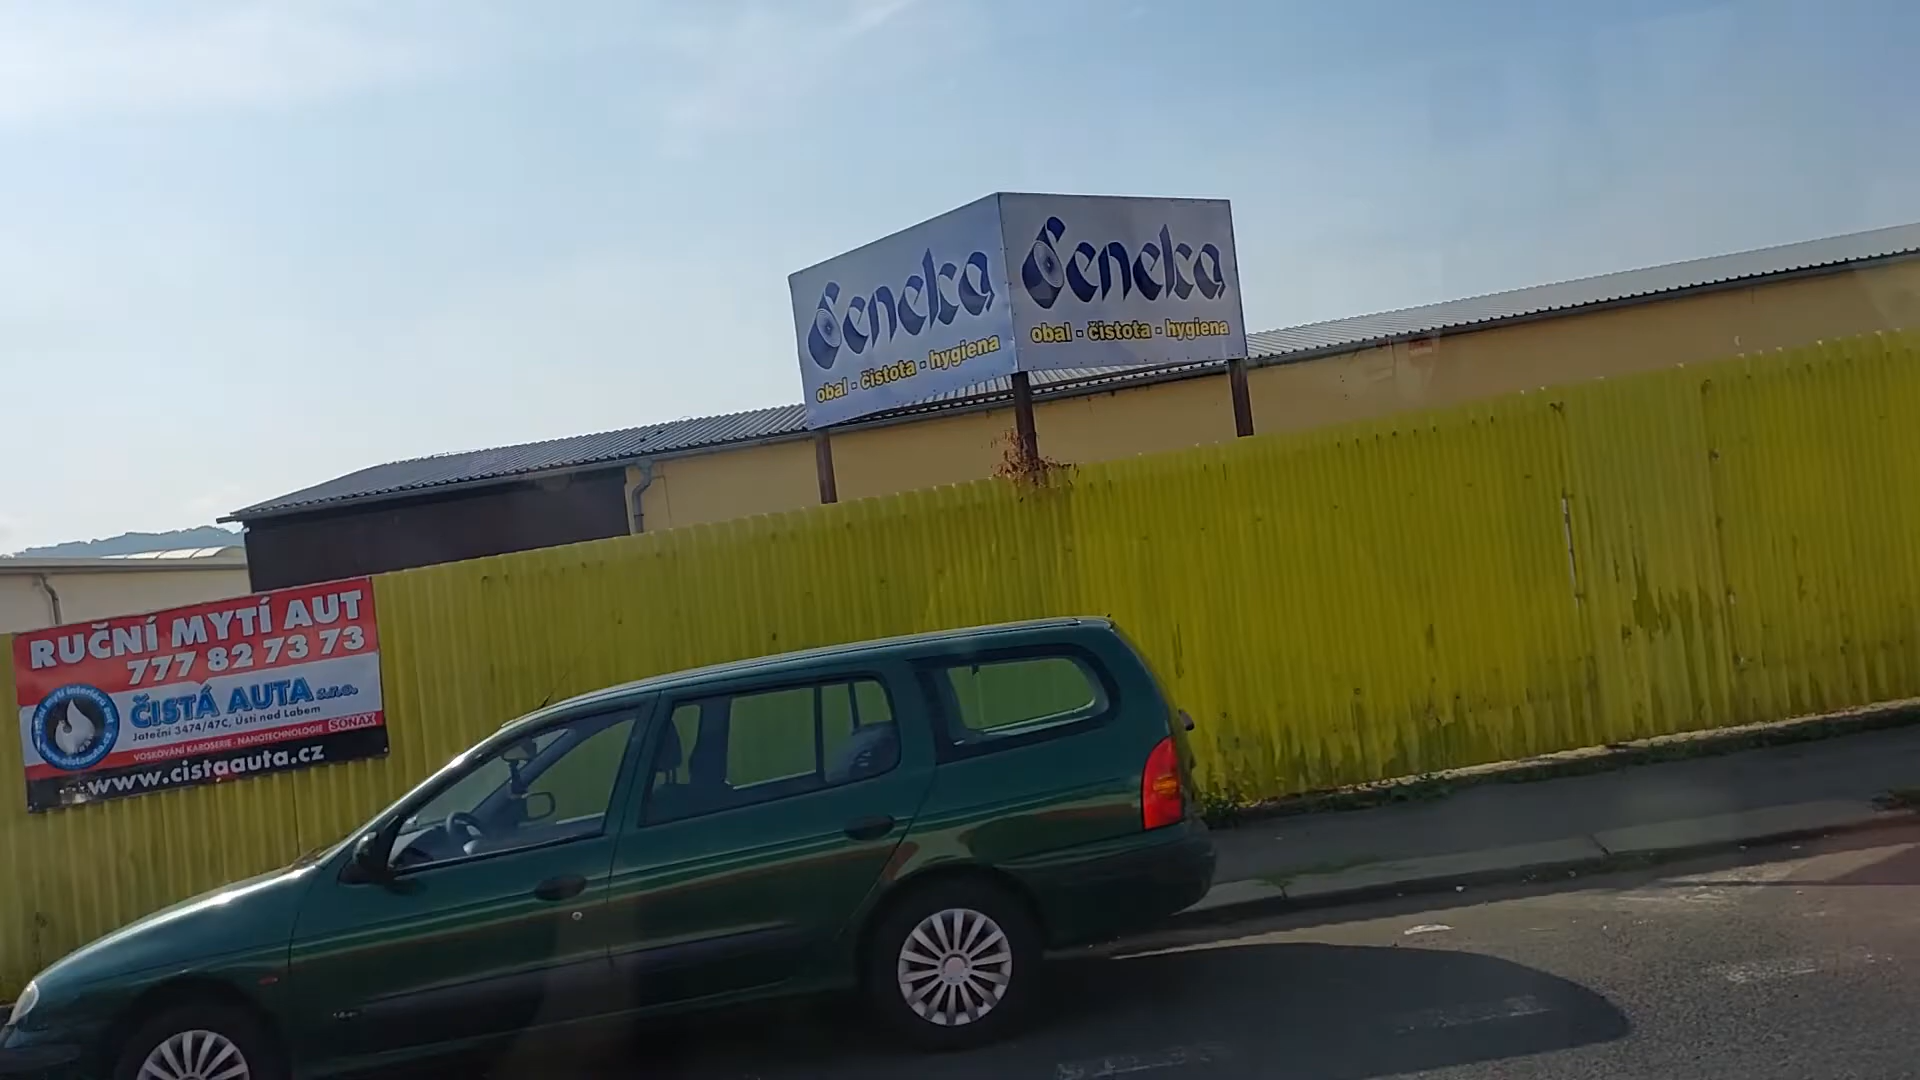 Seneka
obal - čistota - hygiena
Seneka
obal - čistota - hygiena
RUČNÍ MYTÍ AUT
777 82 73 73
ČISTÁ AUTA s.r.o.
Jateční 3474/47C, Ústí nad Labem
VOSKOVÁNÍ KAROSERIE - NANOTECHNOLOGIE SONAX
www.cistaauta.cz